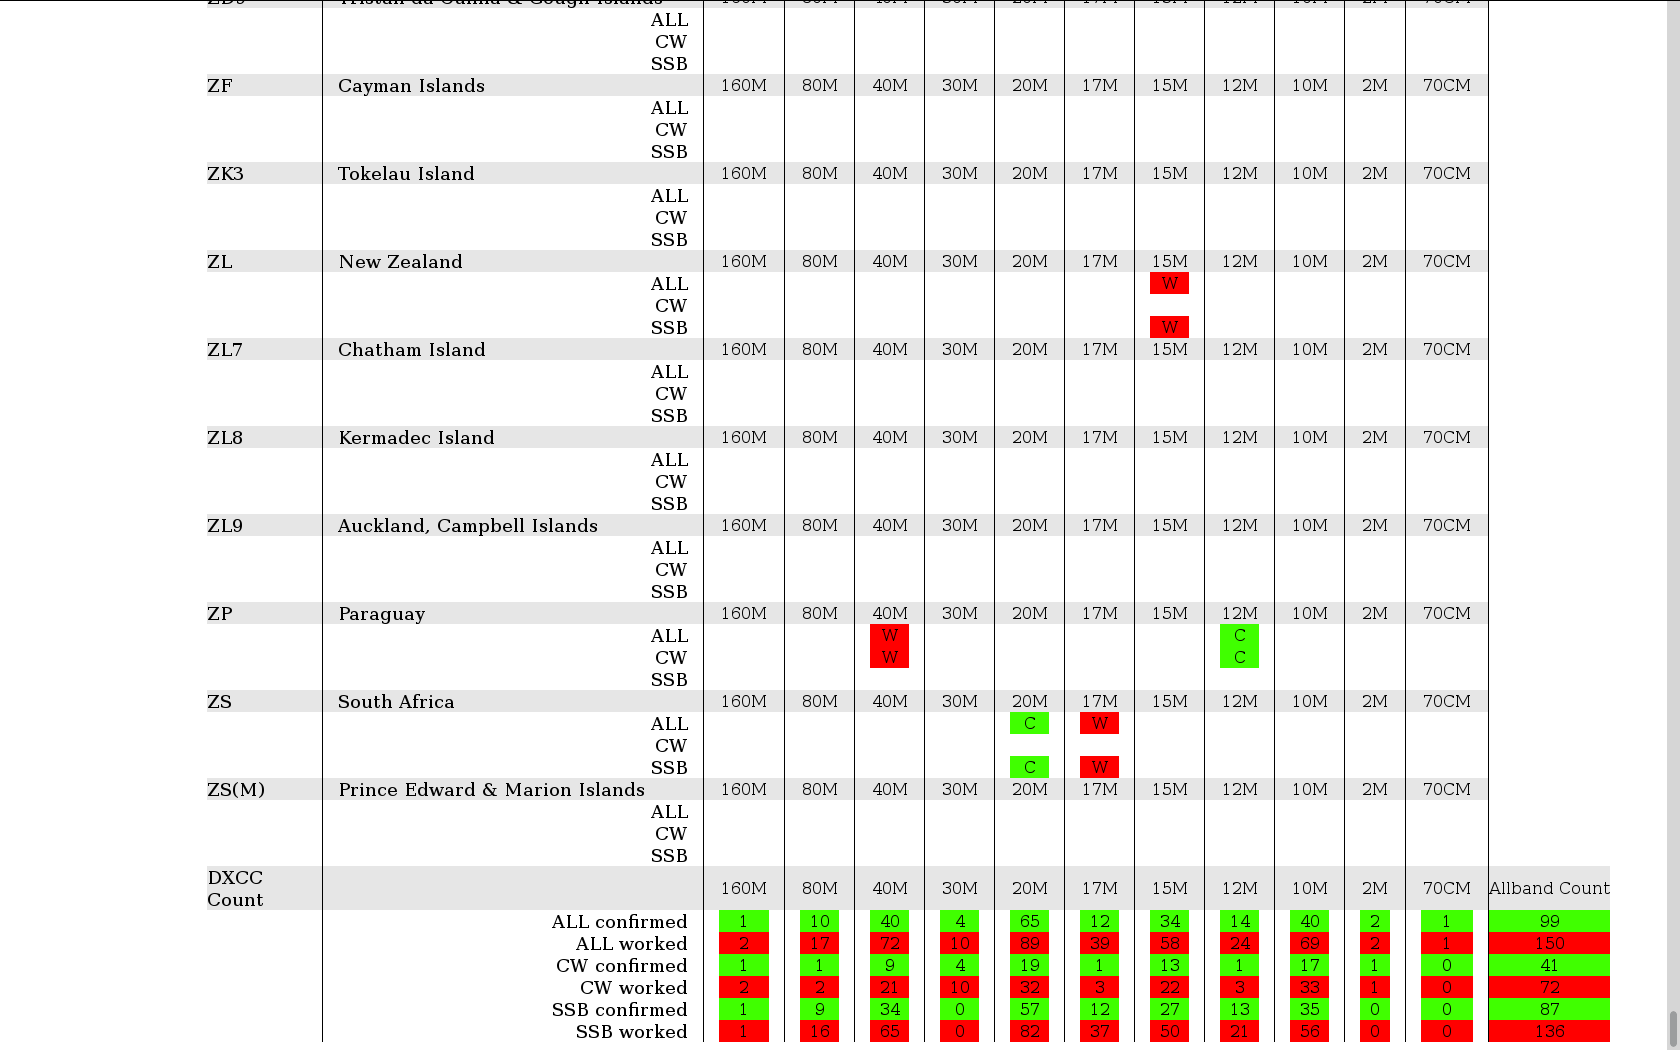 ALL
CW
SSB
ZF Cayman Islands 160M 80M 40M 30M 20M 17M 15M 12M 10M 2M 70CM
ALL
CW
SSB
ZK3 Tokelau Island 160M 80M 40M 30M 20M 17M 15M 12M 10M 2M 70CM
ALL
CW
SSB
ZL New Zealand 160M 80M 40M 30M 20M 17M 15M 12M 10M 2M 70CM
ALL W
CW
SSB W
ZL7 Chatham Island 160M 80M 40M 30M 20M 17M 15M 12M 10M 2M 70CM
ALL
CW
SSB
ZL8 Kermadec Island 160M 80M 40M 30M 20M 17M 15M 12M 10M 2M 70CM
ALL
CW
SSB
ZL9 Auckland, Campbell Islands 160M 80M 40M 30M 20M 17M 15M 12M 10M 2M 70CM
ALL
CW
SSB
ZP Paraguay 160M 80M 40M 30M 20M 17M 15M 12M 10M 2M 70CM
ALL W C
CW W C
SSB
ZS South Africa 160M 80M 40M 30M 20M 17M 15M 12M 10M 2M 70CM
ALL C W
CW
SSB C W
ZS(M) Prince Edward & Marion Islands 160M 80M 40M 30M 20M 17M 15M 12M 10M 2M 70CM
ALL
CW
SSB
DXCC
Count 160M 80M 40M 30M 20M 17M 15M 12M 10M 2M 70CM Allband Count
ALL confirmed 1 10 40 4 65 12 34 14 40 2 1 99
ALL worked 2 17 72 10 89 39 58 24 69 2 1 150
CW confirmed 1 1 9 4 19 1 13 1 17 1 0 41
CW worked 2 2 21 10 32 3 22 3 33 1 0 72
SSB confirmed 1 9 34 0 57 12 27 13 35 0 0 87
SSB worked 1 16 65 0 82 37 50 21 56 0 0 136